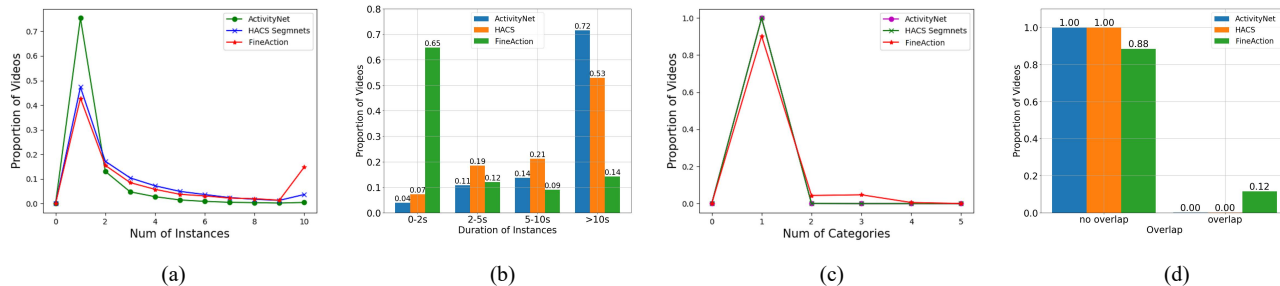 ActivityNet
HACS Segmnets
FineAction
Proportion of Videos
0.7
0.6
0.5
0.4
0.3
0.2
0.1
0.0
0 2 4 6 8 10
Num of Instances
(a)
ActivityNet
HACS
FineAction
Proportion of Videos
0.8
0.7
0.6
0.5
0.4
0.3
0.2
0.1
0.0
0.04 0.07 0.65
0.11 0.19 0.12
0.14 0.21 0.09
0.72 0.53 0.14
0-2s 2-5s 5-10s >10s
Duration of Instances
(b)
ActivityNet
HACS Segmnets
FineAction
Proportion of Videos
1.0
0.8
0.6
0.4
0.2
0.0
0 1 2 3 4 5
Num of Categories
(c)
ActivityNet
HACS
FineAction
Proportion of Videos
1.0
0.8
0.6
0.4
0.2
0.0
1.00 1.00 0.88
0.00 0.00 0.12
no overlap overlap
Overlap
(d)